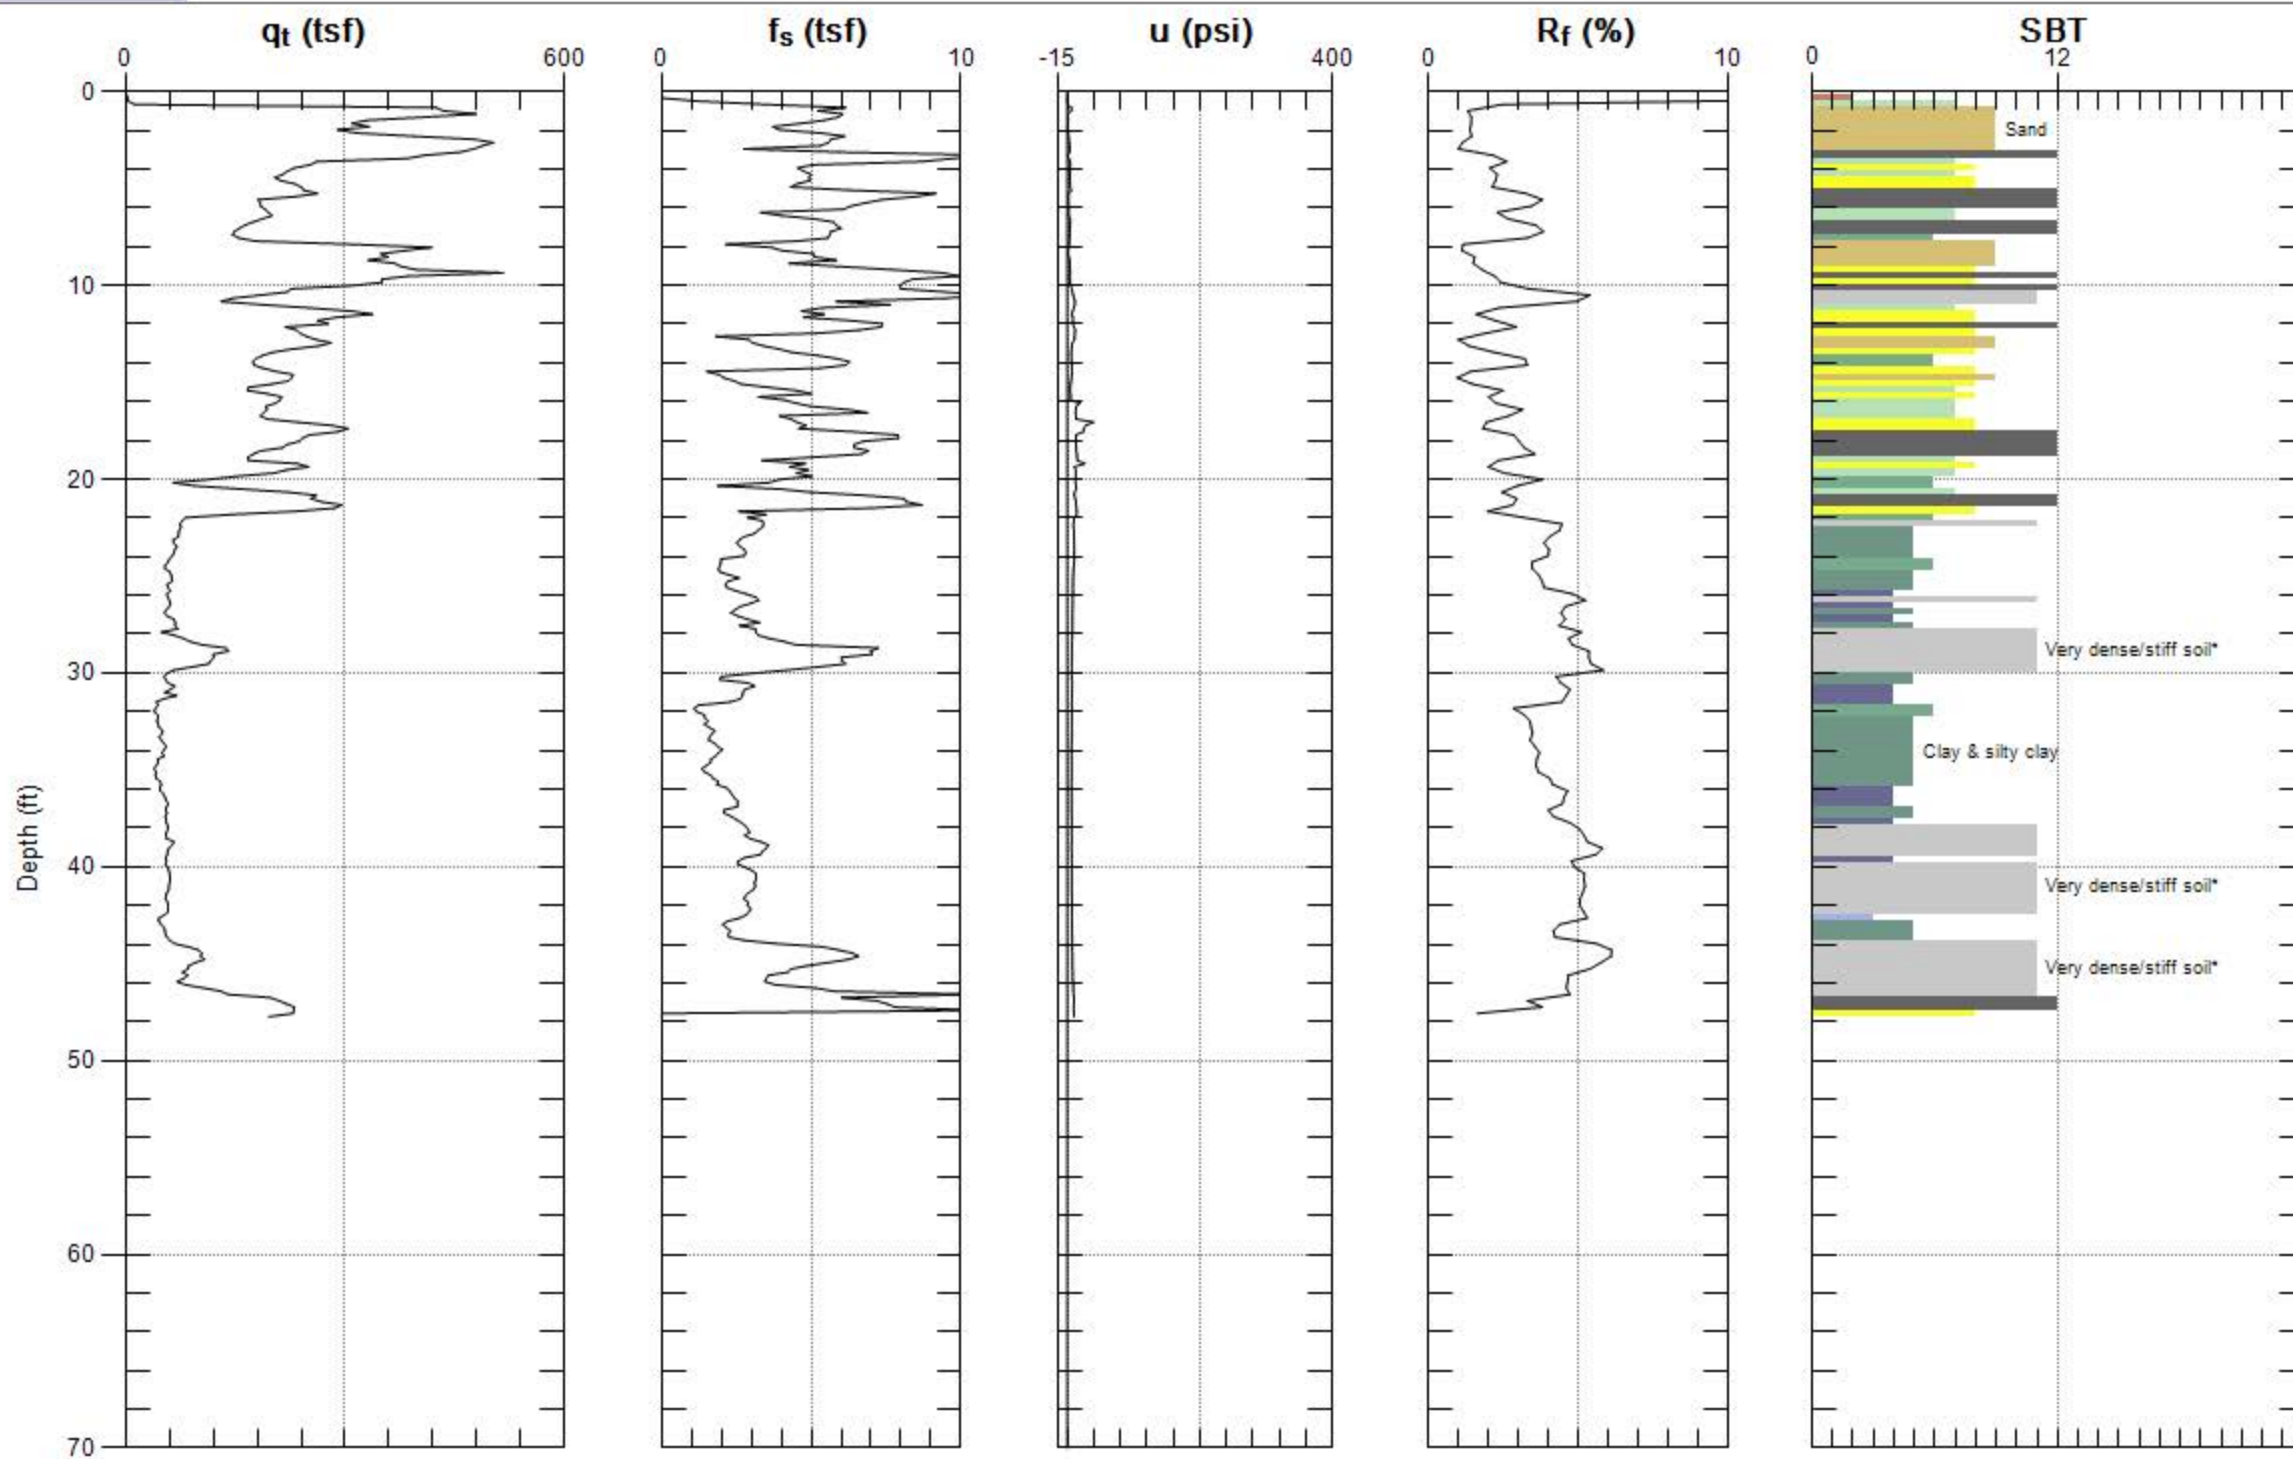 qt (tsf) fs (tsf) u (psi) Rf (%) SBT
0 600 0 10 -15 400 0 10 0 12
0
Sand
10
20
Very dense/stiff soil*
30
Clay & silty clay
Depth (ft)
40
Very dense/stiff soil*
Very dense/stiff soil*
50
60
70